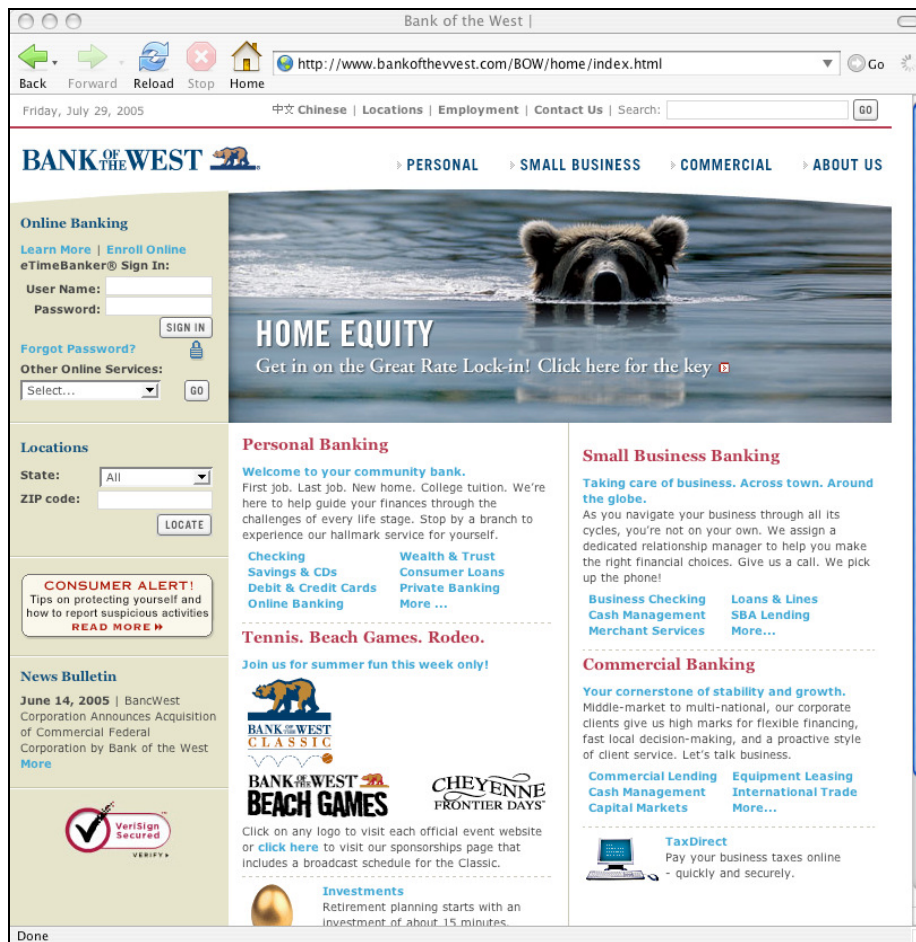 Bank of the West |
Back Forward Reload Stop Home http://www.bankofthevvest.com/BOW/home/index.html Go
Friday, July 29, 2005
中文 Chinese | Locations | Employment | Contact Us | Search: GO
BANK OF THE WEST
PERSONAL SMALL BUSINESS COMMERCIAL ABOUT US
Online Banking
Learn More | Enroll Online
eTimeBanker® Sign In:
User Name:
Password:
SIGN IN
Forgot Password?
Other Online Services:
Select... GO
HOME EQUITY
Get in on the Great Rate Lock-in! Click here for the key
Locations
State: All
ZIP code:
LOCATE
CONSUMER ALERT!
Tips on protecting yourself and
how to report suspicious activities
READ MORE
News Bulletin
June 14, 2005 | BancWest
Corporation Announces Acquisition
of Commercial Federal
Corporation by Bank of the West
More
VeriSign
Secured
VERIFY
Personal Banking
Welcome to your community bank.
First job. Last job. New home. College tuition. We're
here to help guide your finances through the
challenges of every life stage. Stop by a branch to
experience our hallmark service for yourself.
Checking Wealth & Trust
Savings & CDs Consumer Loans
Debit & Credit Cards Private Banking
Online Banking More ...
Tennis. Beach Games. Rodeo.
Join us for summer fun this week only!
BANK OF THE WEST
CLASSIC
BANK OF THE WEST
BEACH GAMES
CHEYENNE
FRONTIER DAYS™
Click on any logo to visit each official event website
or click here to visit our sponsorships page that
includes a broadcast schedule for the Classic.
Investments
Retirement planning starts with an
investment of about 15 minutes.
Small Business Banking
Taking care of business. Across town. Around
the globe.
As you navigate your business through all its
cycles, you're not on your own. We assign a
dedicated relationship manager to help you make
the right financial choices. Give us a call. We pick
up the phone!
Business Checking Loans & Lines
Cash Management SBA Lending
Merchant Services More...
Commercial Banking
Your cornerstone of stability and growth.
Middle-market to multi-national, our corporate
clients give us high marks for flexible financing,
fast local decision-making, and a proactive style
of client service. Let's talk business.
Commercial Lending Equipment Leasing
Cash Management International Trade
Capital Markets More...
TaxDirect
Pay your business taxes online
- quickly and securely.
Done